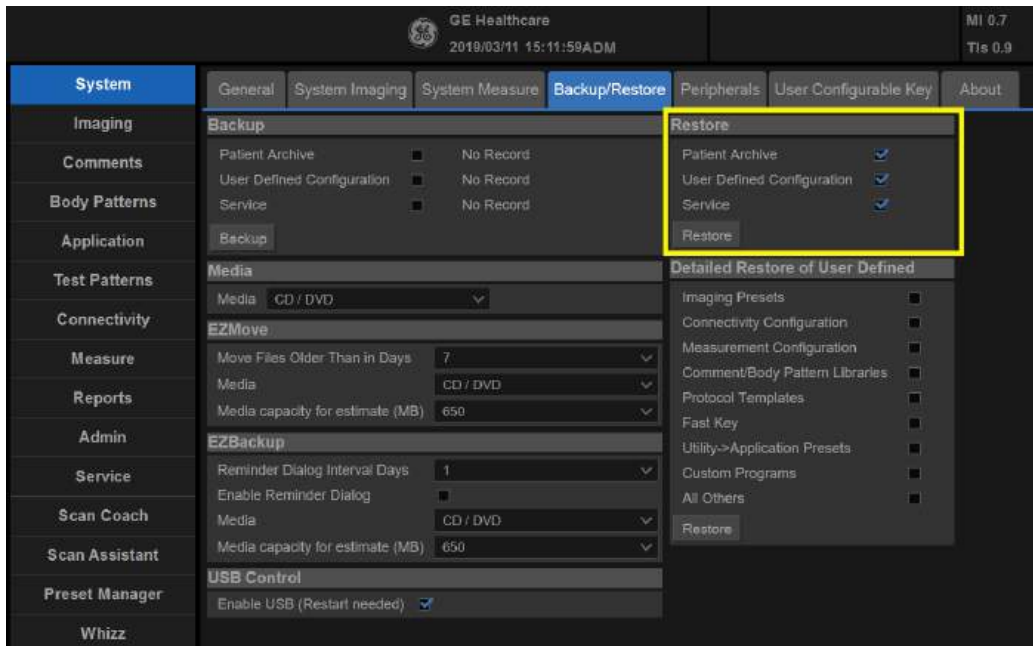 GE Healthcare
2019/03/11 15:11:59ADM
MI 0.7
TIs 0.9
System
Imaging
Comments
Body Patterns
Application
Test Patterns
Connectivity
Measure
Reports
Admin
Service
Scan Coach
Scan Assistant
Preset Manager
Whizz
General System Imaging System Measure Backup/Restore Peripherals User Configurable Key About
Backup
Patient Archive No Record
User Defined Configuration No Record
Service No Record
Backup
Media
Media CD / DVD
EZMove
Move Files Older Than in Days 7
Media CD / DVD
Media capacity for estimate (MB) 650
EZBackup
Reminder Dialog Interval Days 1
Enable Reminder Dialog
Media CD / DVD
Media capacity for estimate (MB) 650
USB Control
Enable USB (Restart needed)
Restore
Patient Archive
User Defined Configuration
Service
Restore
Detailed Restore of User Defined
Imaging Presets
Connectivity Configuration
Measurement Configuration
Comment/Body Pattern Libraries
Protocol Templates
Fast Key
Utility->Application Presets
Custom Programs
All Others
Restore